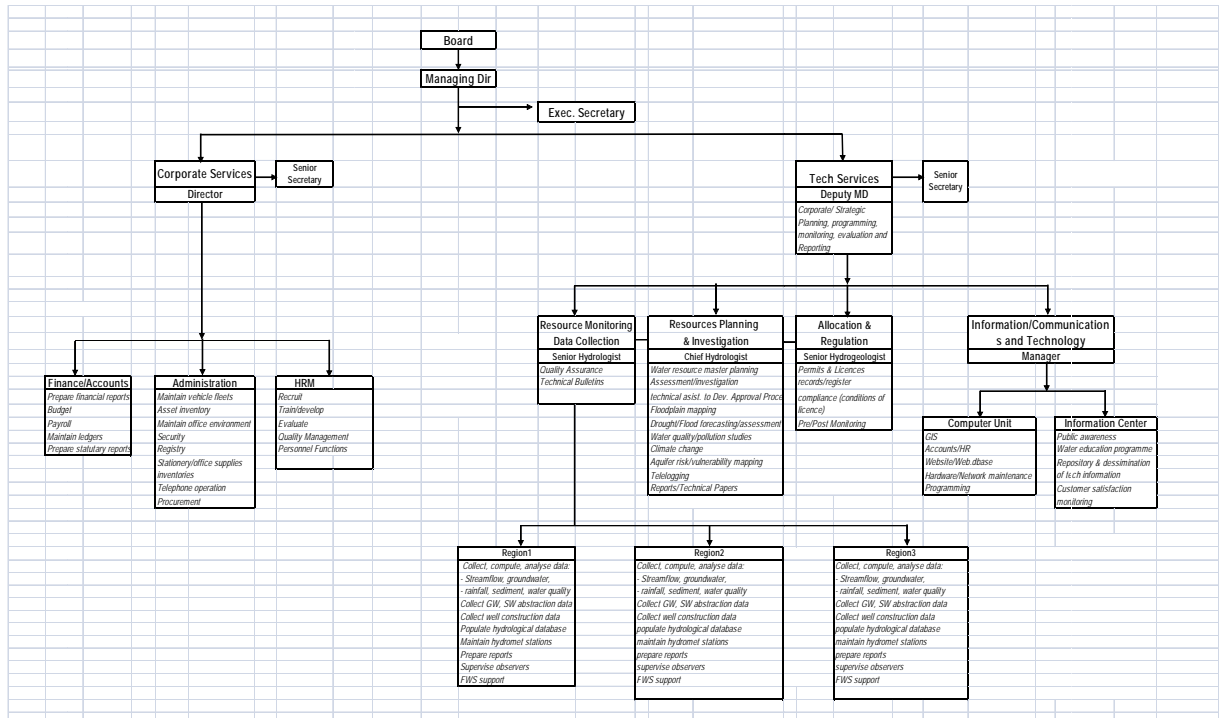 Board
Managing Dir
Exec. Secretary
Corporate Services
Director
Senior
Secretary
Tech Services
Deputy MD
Corporate/ Strategic
Planning, programming,
monitoring, evaluation and
Reporting
Senior
Secretary
Resource Monitoring
Data Collection
Senior Hydrologist
Quality Assurance
Technical Bulletins
Resources Planning
& Investigation
Chief Hydrologist
Water resource master planning
Assessment/investigation
technical asist. to Dev. Approval Proce
Floodplain mapping
Drought/Flood forecasting/assessment
Water quality/pollution studies
Climate change
Aquifer risk/vulnerability mapping
Telelogging
Reports/Technical Papers
Allocation &
Regulation
Senior Hydrogeologist
Permits & Licences
records/register
compliance (conditions of
licence)
Pre/Post Monitoring
Information/Communication
s and Technology
Manager
Finance/Accounts
Prepare financial reports
Budget
Payroll
Maintain ledgers
Prepare statutary reports
Administration
Maintain vehicle fleets
Asset inventory
Maintain office environment
Security
Registry
Stationery/office supplies
inventories
Telephone operation
Procurement
HRM
Recruit
Train/develop
Evaluate
Quality Management
Personnel Functions
Computer Unit
GIS
Accounts/HR
Website/Web.dbase
Hardware/Network maintenance
Programming
Information Center
Public awareness
Water education programme
Repository & dessimination
of tech information
Customer satisfaction
monitoring
Region1
Collect, compute, analyse data:
- Streamflow, groundwater,
- rainfall, sediment, water quality
Collect GW, SW abstraction data
Collect well construction data
Populate hydrological database
Maintain hydromet stations
Prepare reports
Supervise observers
FWS support
Region2
Collect, compute, analyse data:
- Streamflow, groundwater,
- rainfall, sediment, water quality
Collect GW, SW abstraction data
Collect well construction data
populate hydrological database
maintain hydromet stations
prepare reports
supervise observers
FWS support
Region3
Collect, compute, analyse data:
- Streamflow, groundwater,
- rainfall, sediment, water quality
Collect GW, SW abstraction data
Collect well construction data
populate hydrological database
maintain hydromet stations
prepare reports
supervise observers
FWS support